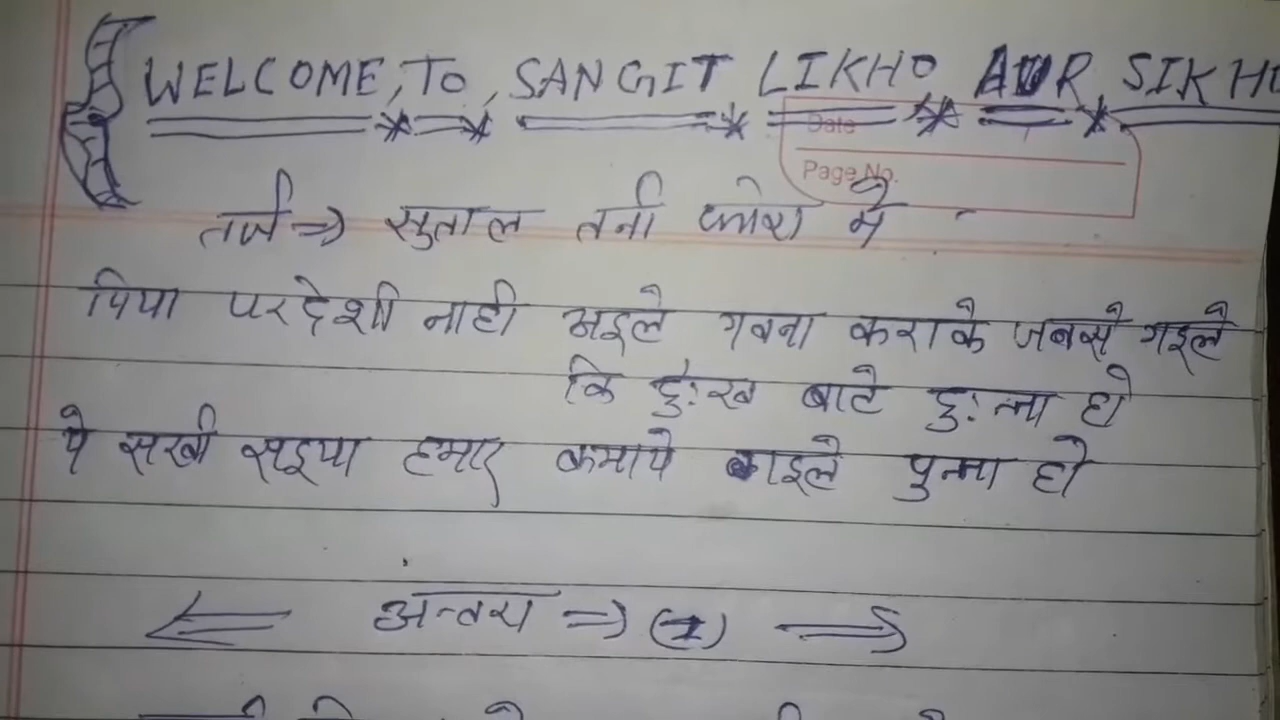 WELCOME, TO, SANGIT LIKHO AUR SIKHO
Date
Page No.
तर्ज => सुताल तनी कोरा मे
पिया परदेशी नाही अइले गवना कराके जबसे गइले
कि दुःख बाटे दुःन्ना हो
ये सखी सइया हमार कमाये गइले पुन्ना हो
अन्तरा => (1)